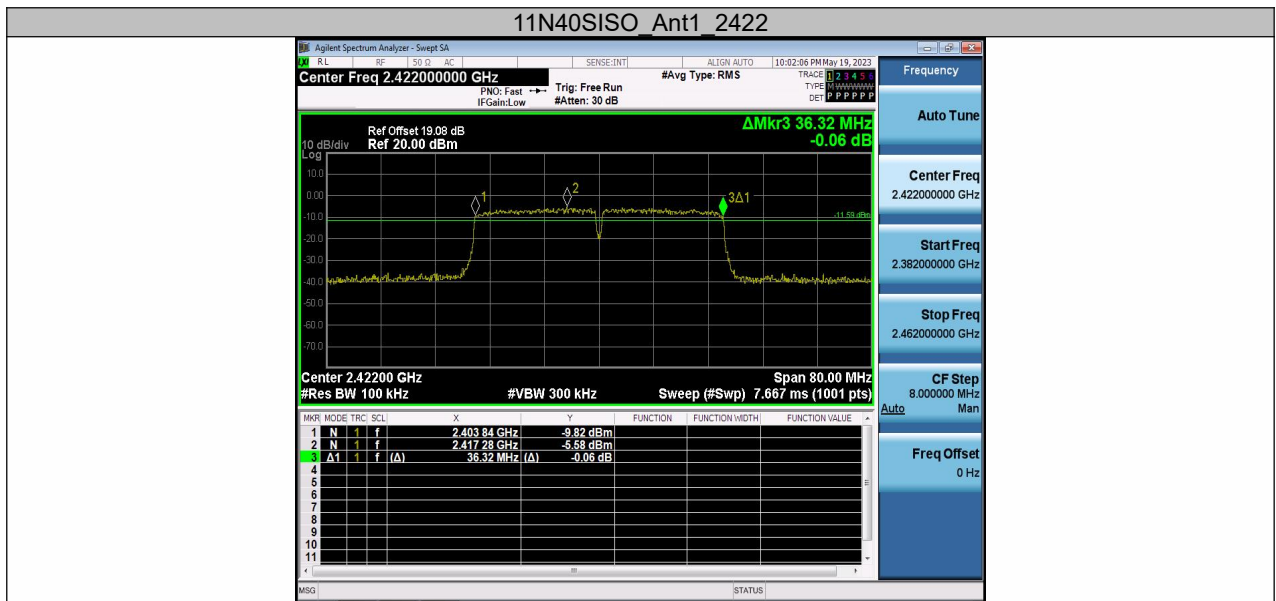 11N40SISO_Ant1_2422
Agilent Spectrum Analyzer - Swept SA
RL RF 50 Ω AC SENSE:INT ALIGN AUTO 10:02:06 PM May 19, 2023
Center Freq 2.422000000 GHz #Avg Type: RMS TRACE 1 2 3 4 5 6
PNO: Fast Trig: Free Run TYPE M WWWWW
IFGain:Low #Atten: 30 dB DET P P P P P P
Frequency
Auto Tune
ΔMkr3 36.32 MHz
-0.06 dB
Ref Offset 19.08 dB
10 dB/div Ref 20.00 dBm
Log
10.0
0.00
-10.0
-20.0
-30.0
-40.0
-50.0
-60.0
-70.0
1
2
3Δ1
-11.59 dBm
Center 2.42200 GHz Span 80.00 MHz
#Res BW 100 kHz #VBW 300 kHz Sweep (#Swp) 7.667 ms (1001 pts)
MKR MODE TRC SCL X Y FUNCTION FUNCTION WIDTH FUNCTION VALUE
1 N 1 f 2.403 84 GHz -9.82 dBm
2 N 1 f 2.417 28 GHz -5.58 dBm
3 Δ1 1 f (Δ) 36.32 MHz (Δ) -0.06 dB
4
5
6
7
8
9
10
11
Center Freq
2.422000000 GHz
Start Freq
2.382000000 GHz
Stop Freq
2.462000000 GHz
CF Step
8.000000 MHz
Auto Man
Freq Offset
0 Hz
MSG STATUS